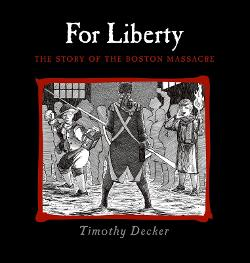 For Liberty
THE STORY OF THE BOSTON MASSACRE
Timothy Decker